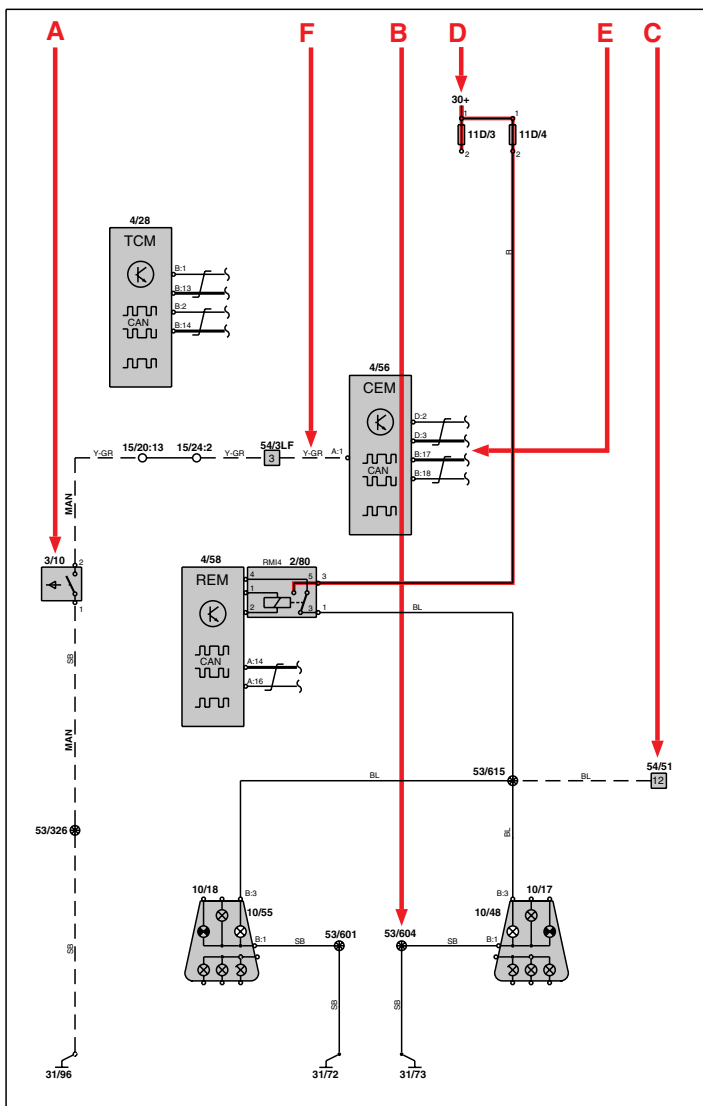 A F B D E C
30+
1 1
11D/3 11D/4
2 2
R
4/28
TCM
B:1
B:13
B:2
CAN
B:14
4/56
CEM
D:2
D:3
B:17
CAN
B:18
15/20:13 15/24:2 54/3LF
Y-GR Y-GR 3 Y-GR A:1
MAN
3/10
2
1
4/58 RMI4 2/80
REM
4 5 3
1
2 3 1
BL
CAN
A:14
A:16
SB
MAN
53/615 54/51
BL BL 12
53/326
BL
10/18 B:3 B:3 10/17
10/55 10/48
53/601 53/604
B:1 SB SB B:1
SB SB SB
31/96 31/72 31/73